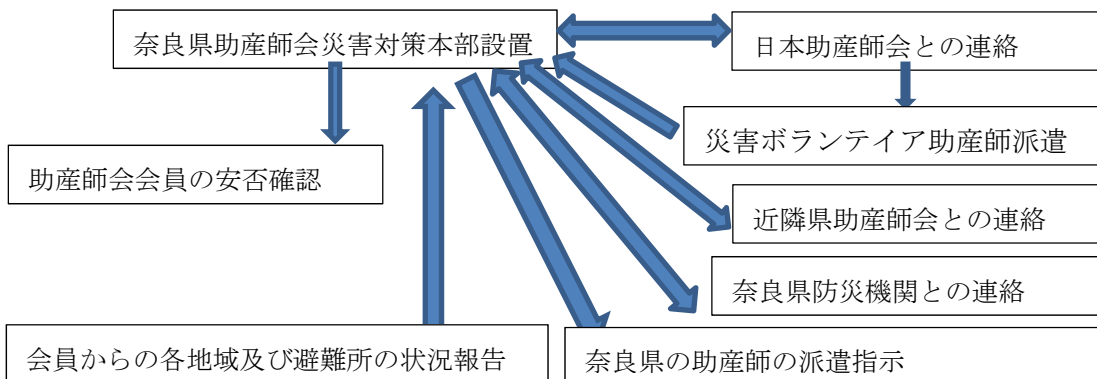 奈良県助産師会災害対策本部設置
日本助産師会との連絡
災害ボランテイア助産師派遣
助産師会会員の安否確認
近隣県助産師会との連絡
奈良県防災機関との連絡
会員からの各地域及び避難所の状況報告
奈良県の助産師の派遣指示